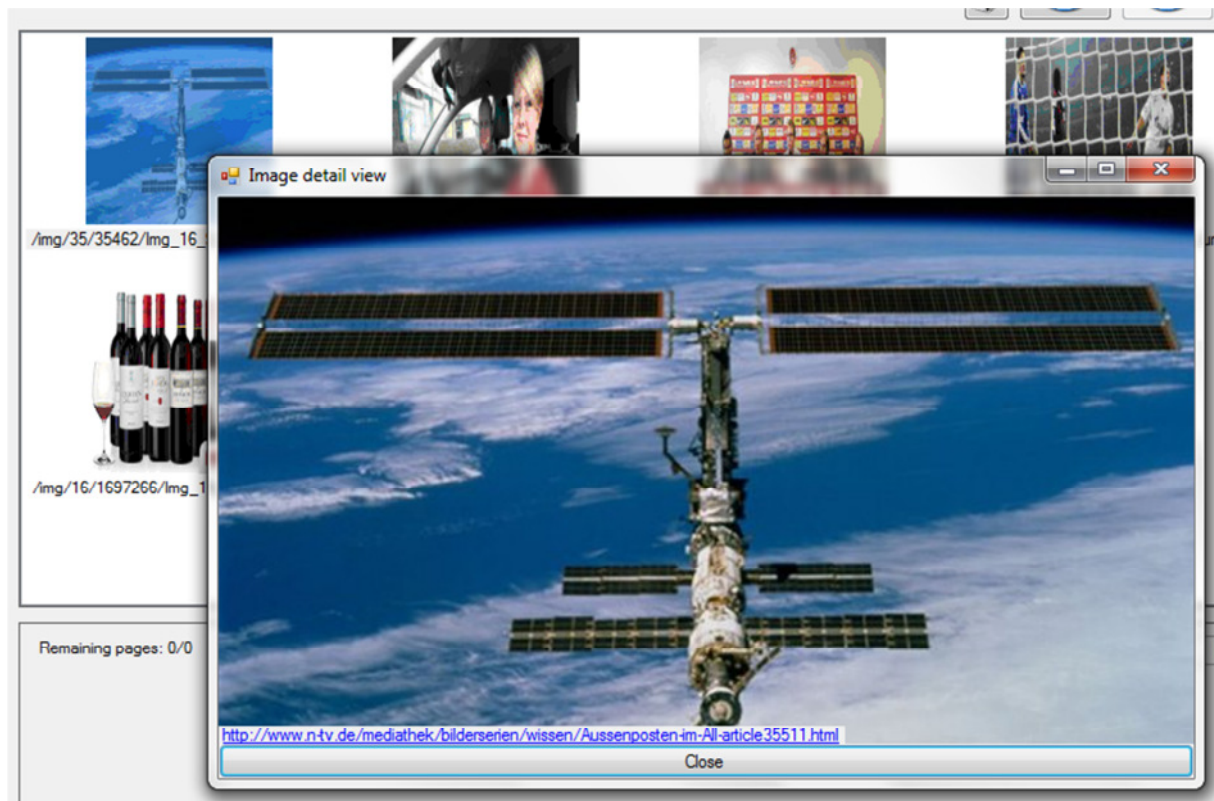 Image detail view
/img/35/35462/Img_16_
/img/16/1697266/Img_1
Remaining pages: 0/0
http://www.n-tv.de/mediathek/bilderserien/wissen/Aussenposten-im-All-article35511.html
Close